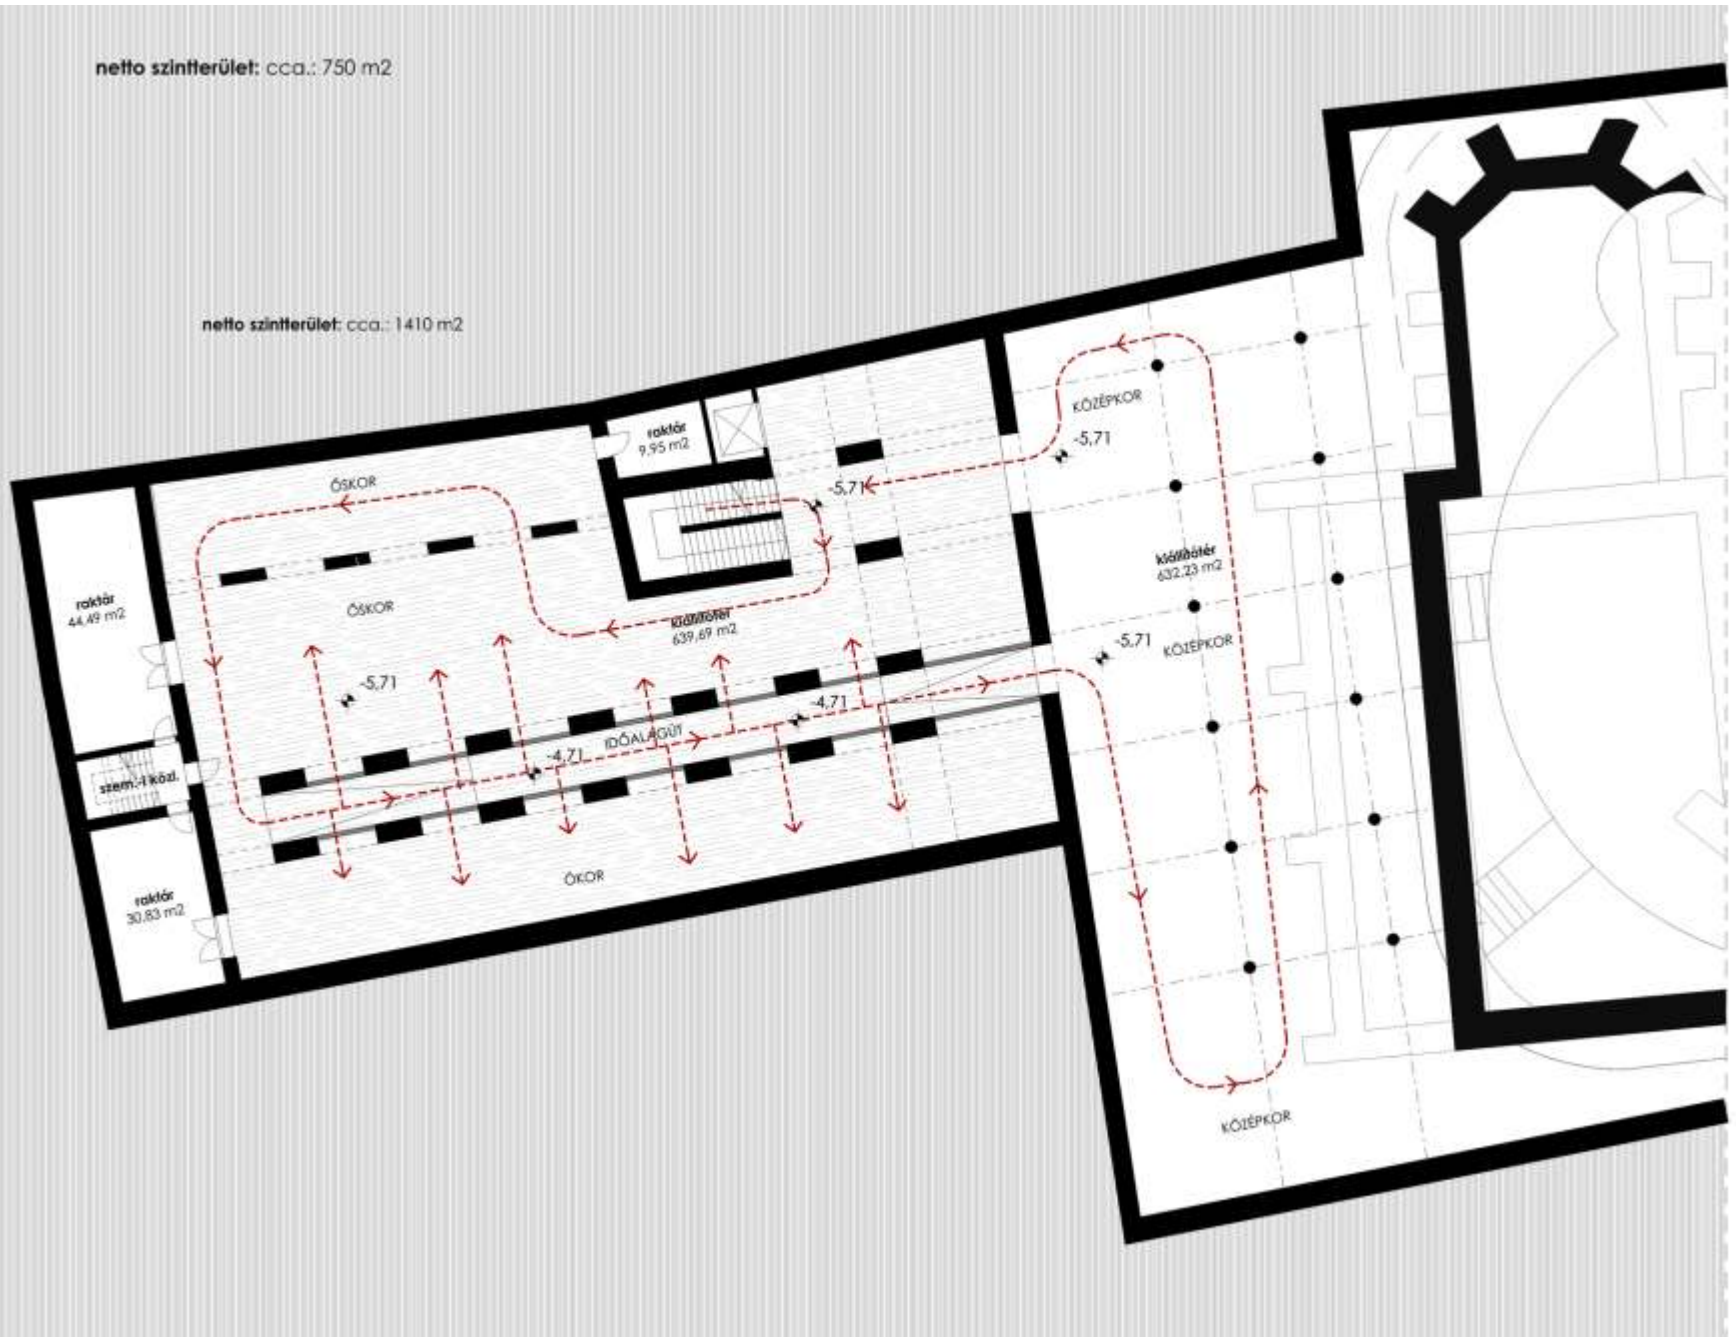 netto szintterület: cca.: 750 m2
netto szintterület: cca.: 1410 m2
raktár
9,95 m2
KÖZÉPKOR
-5,71
ŐSKOR
-5,71
kiállítótér
632,23 m2
raktár
44,49 m2
ŐSKOR
kiállítótér
639,69 m2
-5,71
KÖZÉPKOR
-5,71
-4,71
IDŐALAGÚT
-4,71
szem.-i közl.
ÓKOR
raktár
30,83 m2
KÖZÉPKOR